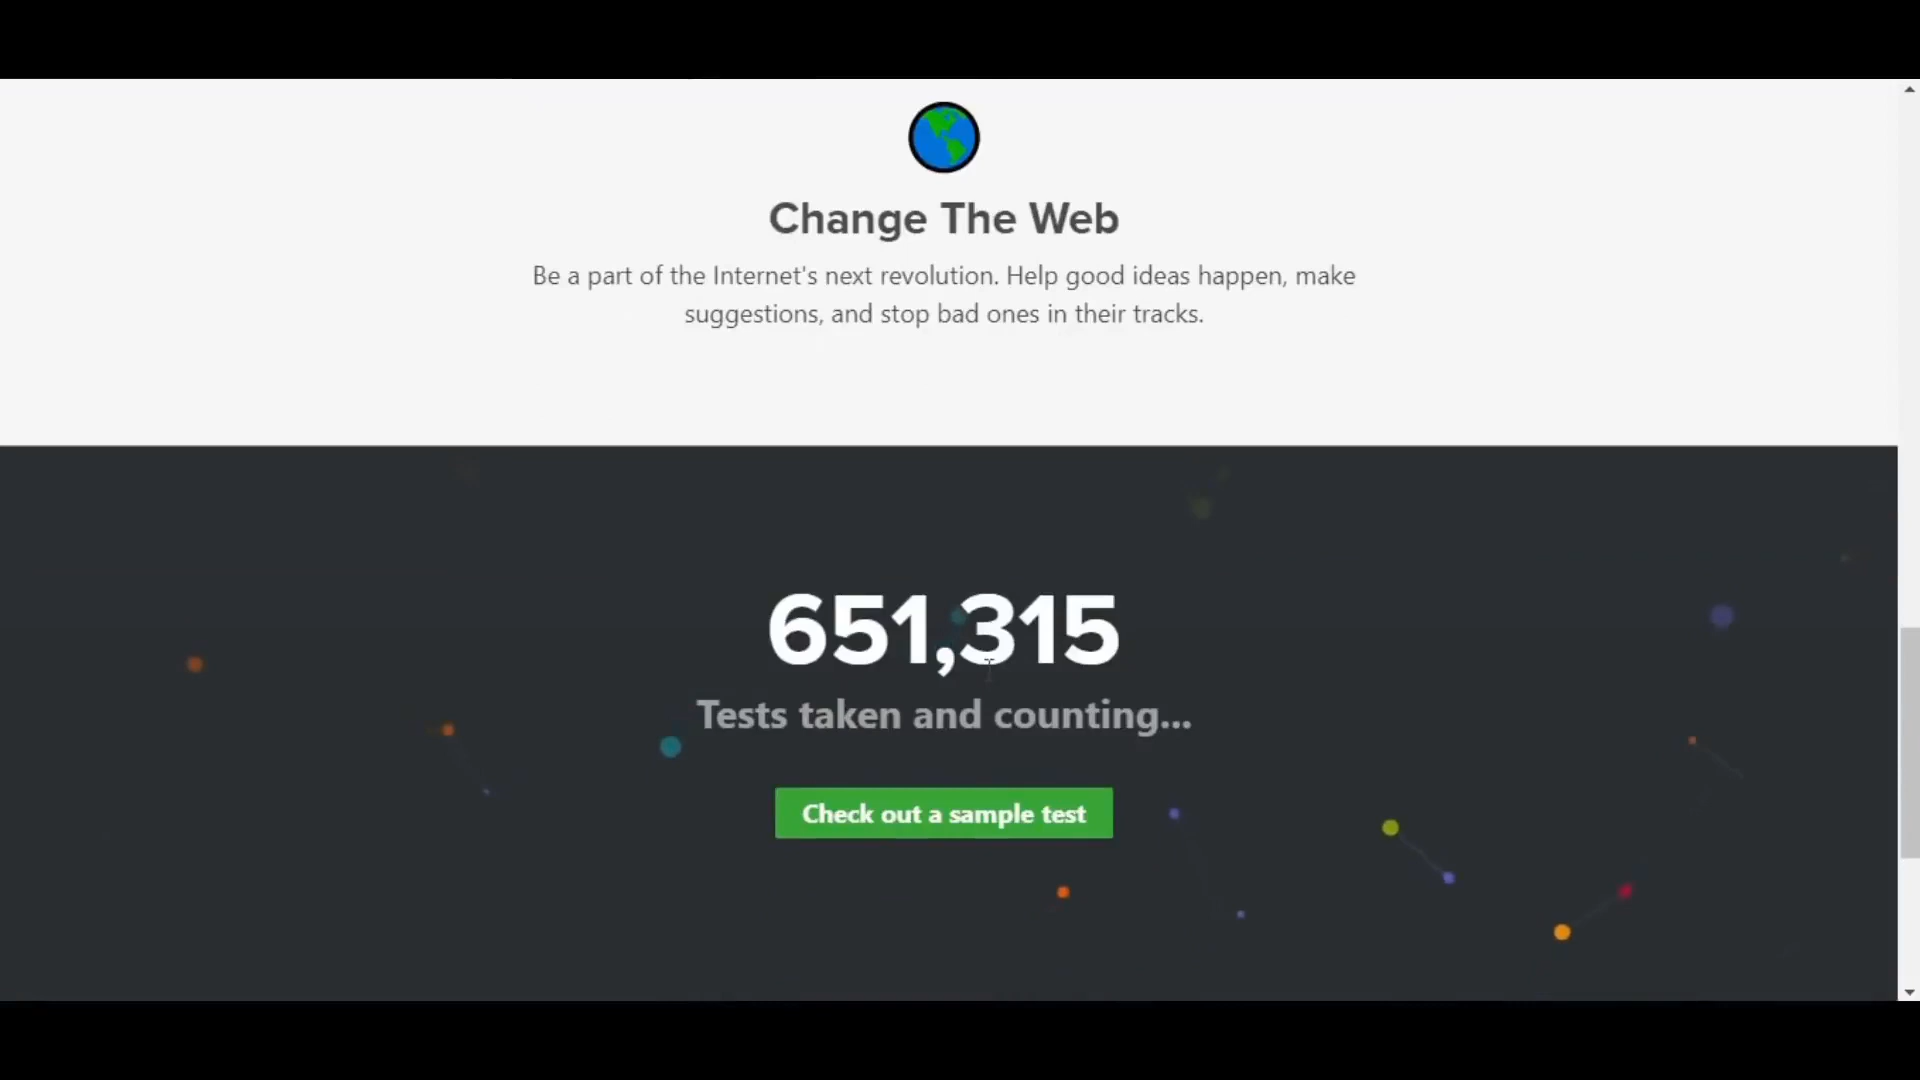 Change The Web
Be a part of the Internet's next revolution. Help good ideas happen, make
suggestions, and stop bad ones in their tracks.
651,315
Tests taken and counting...
Check out a sample test